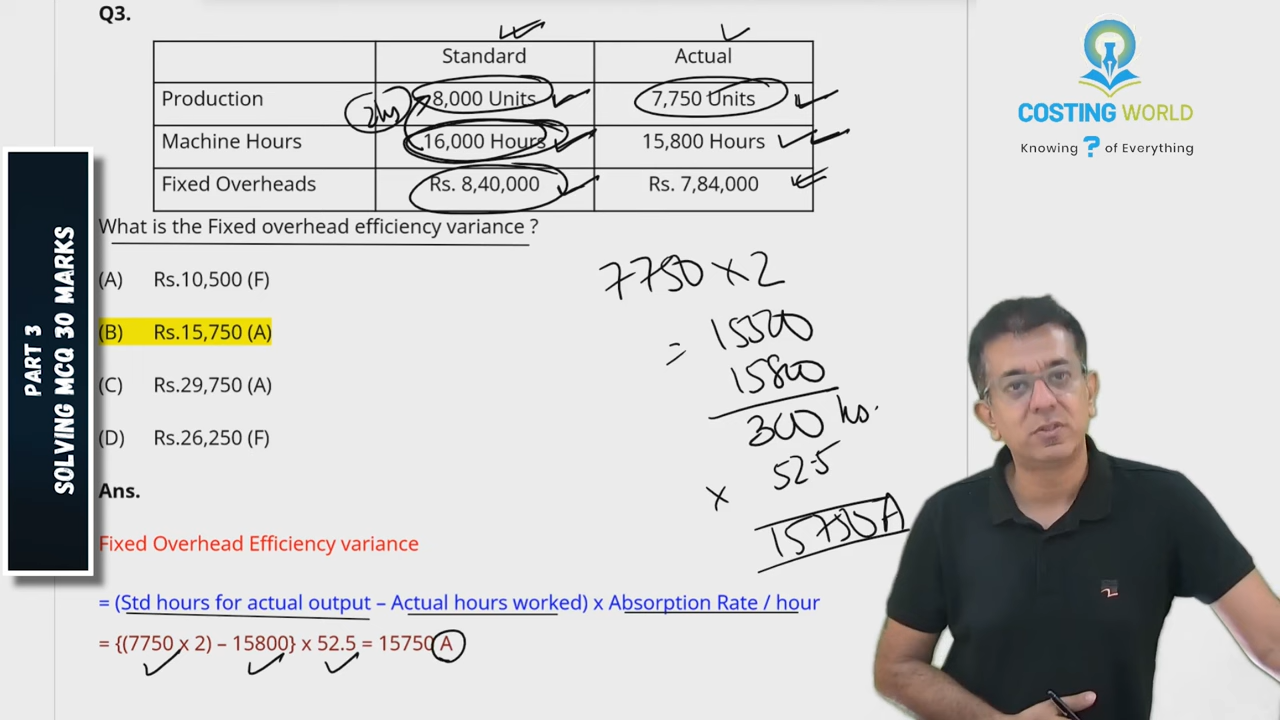 Q3.
Standard Actual
Production 8,000 Units 7,750 Units
Machine Hours 16,000 Hours 15,800 Hours
Fixed Overheads Rs. 8,40,000 Rs. 7,84,000
What is the Fixed overhead efficiency variance ?
(A) Rs.10,500 (F)
(B) Rs.15,750 (A)
(C) Rs.29,750 (A)
(D) Rs.26,250 (F)
Ans.
Fixed Overhead Efficiency variance
= (Std hours for actual output – Actual hours worked) x Absorption Rate / hour
= {(7750 x 2) – 15800} x 52.5 = 15750 A
7750 x 2
= 15500
15800
300 hs.
x 52.5
15750 A
PART 3
SOLVING MCQ 30 MARKS
COSTING WORLD
Knowing ? of Everything